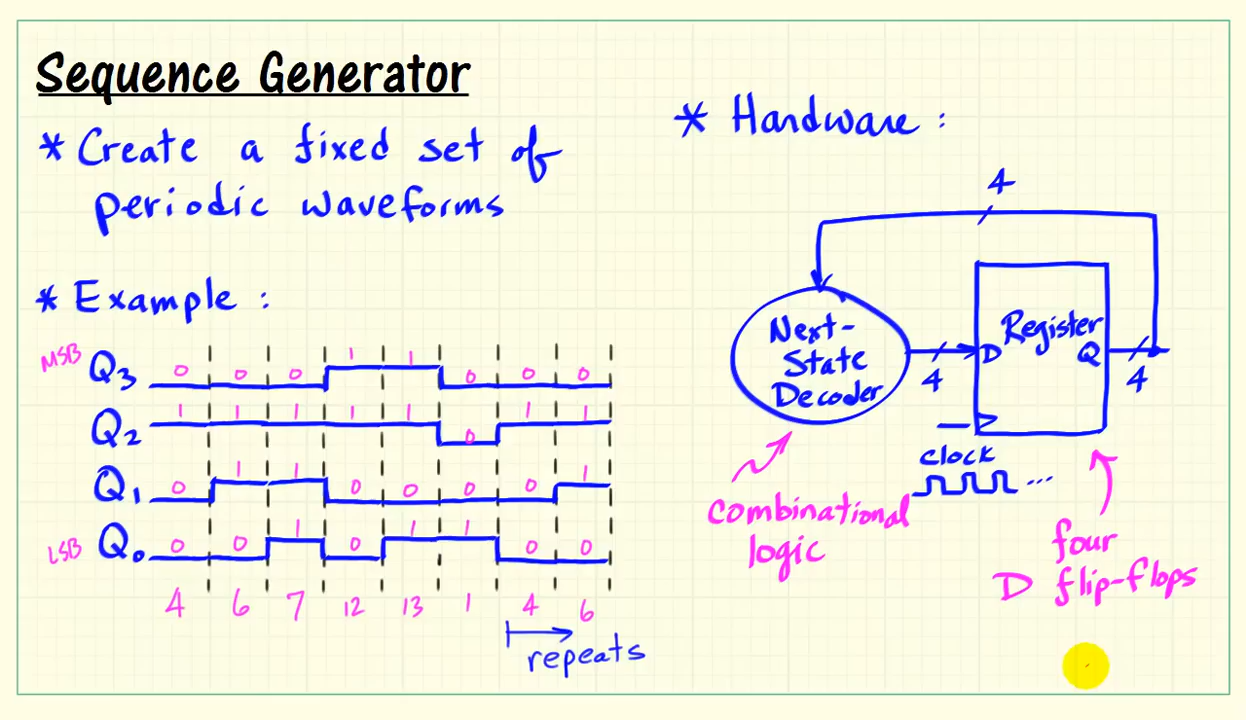 Sequence Generator
* Create a fixed set of
periodic waveforms
* Example :
MSB Q3 0 0 0 1 1 0 0 0
Q2 1 1 1 1 1 0 1 1
Q1 0 1 1 0 0 0 0 1
LSB Q0 0 0 1 0 1 1 0 0
4 6 7 12 13 1 4 6
repeats
* Hardware :
4
Next-
State
Decoder
4
D
Register
Q
4
clock
...
combinational
logic
four
D flip-flops